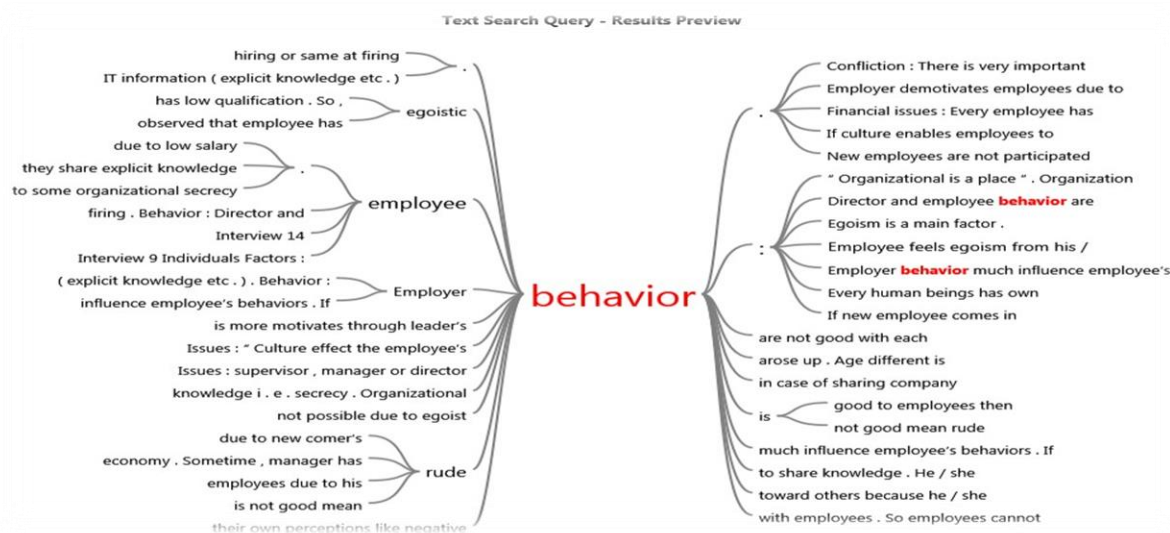 Text Search Query - Results Preview
hiring or same at firing
IT information ( explicit knowledge etc . )
.
has low qualification . So ,
observed that employee has
egoistic
due to low salary
they share explicit knowledge
to some organizational secrecy
.
firing . Behavior : Director and
Interview 14
Interview 9 Individuals Factors :
employee
( explicit knowledge etc . ) . Behavior :
influence employee's behaviors . If
Employer
is more motivates through leader's
Issues : “ Culture effect the employee's
Issues : supervisor , manager or director
knowledge i . e . secrecy . Organizational
not possible due to egoist
due to new comer's
economy . Sometime , manager has
employees due to his
is not good mean
rude
their own perceptions like negative
behavior
.
Confliction : There is very important
Employer demotivates employees due to
Financial issues : Every employee has
If culture enables employees to
New employees are not participated
:
“ Organizational is a place “ . Organization
Director and employee behavior are
Egoism is a main factor .
Employee feels egoism from his /
Employer behavior much influence employee's
Every human beings has own
If new employee comes in
are not good with each
arose up . Age different is
in case of sharing company
is
good to employees then
not good mean rude
much influence employee's behaviors . If
to share knowledge . He / she
toward others because he / she
with employees . So employees cannot